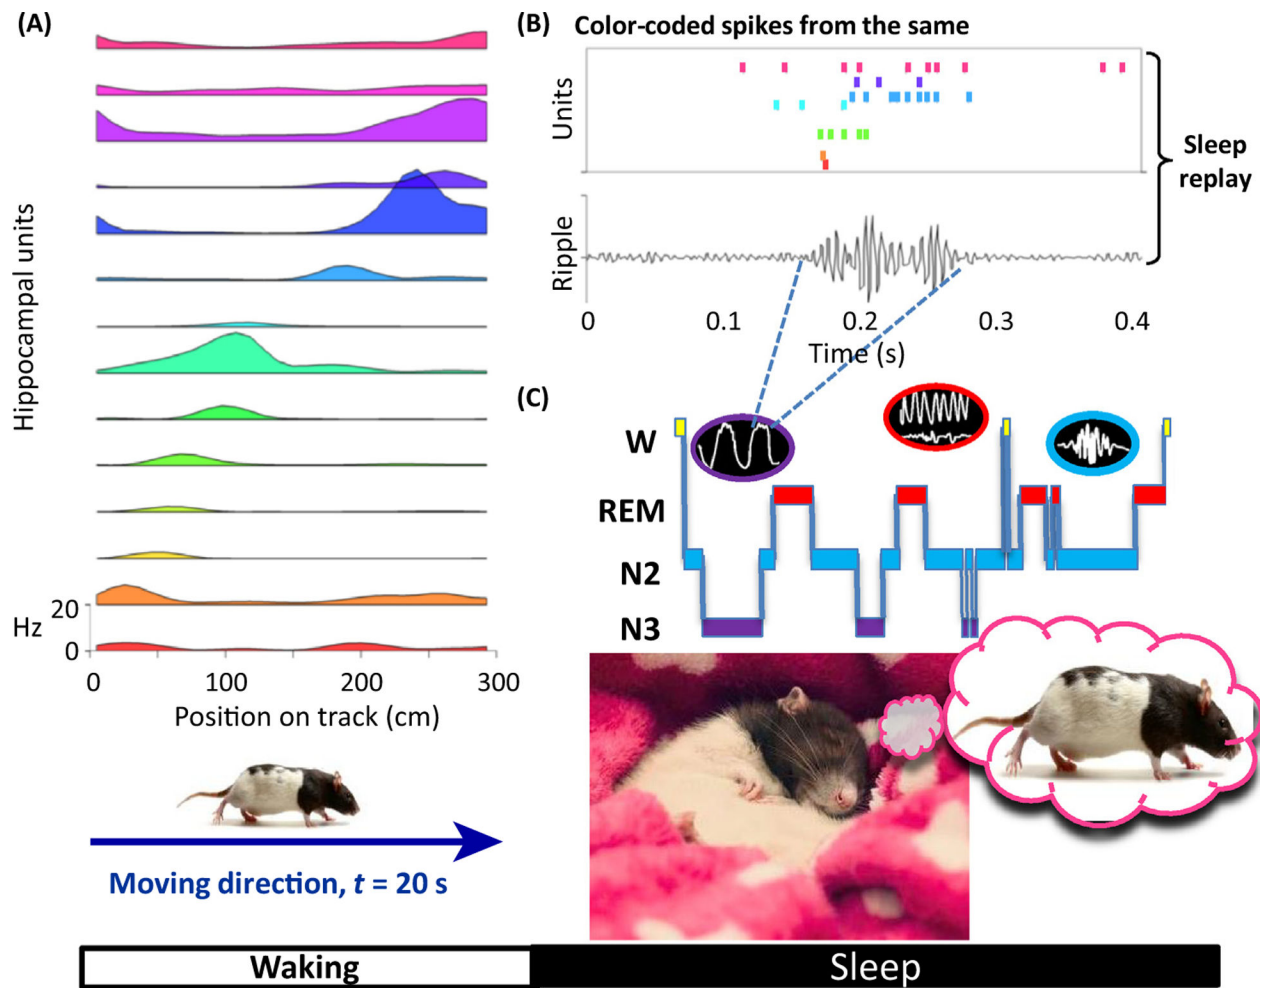 (A)
Hippocampal units
Hz
20
0
0 100 200 300
Position on track (cm)
Moving direction, t = 20 s
(B) Color-coded spikes from the same
Units
Sleep
replay
Ripple
0 0.1 0.2 0.3 0.4
Time (s)
(C)
W
REM
N2
N3
Waking
Sleep